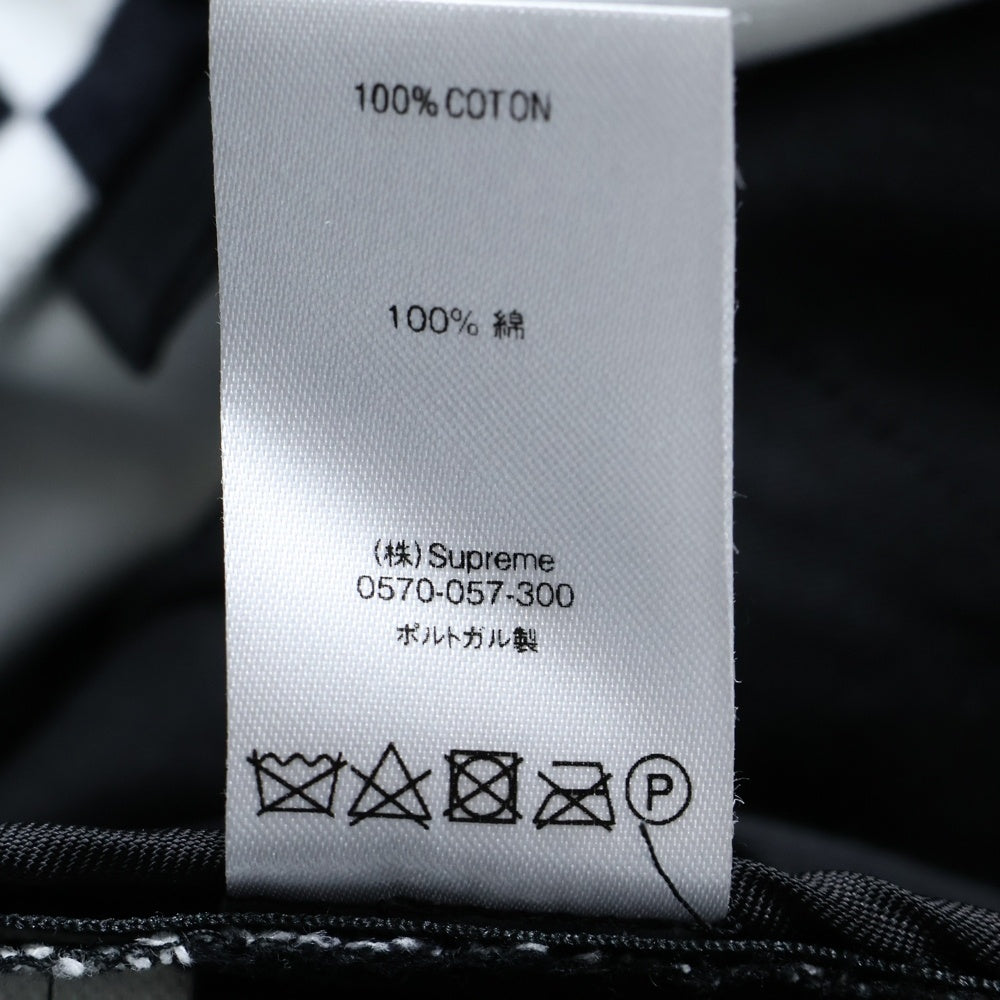 100% COTON
100% 綿
(株) Supreme
0570-057-300
ポルトガル製
P